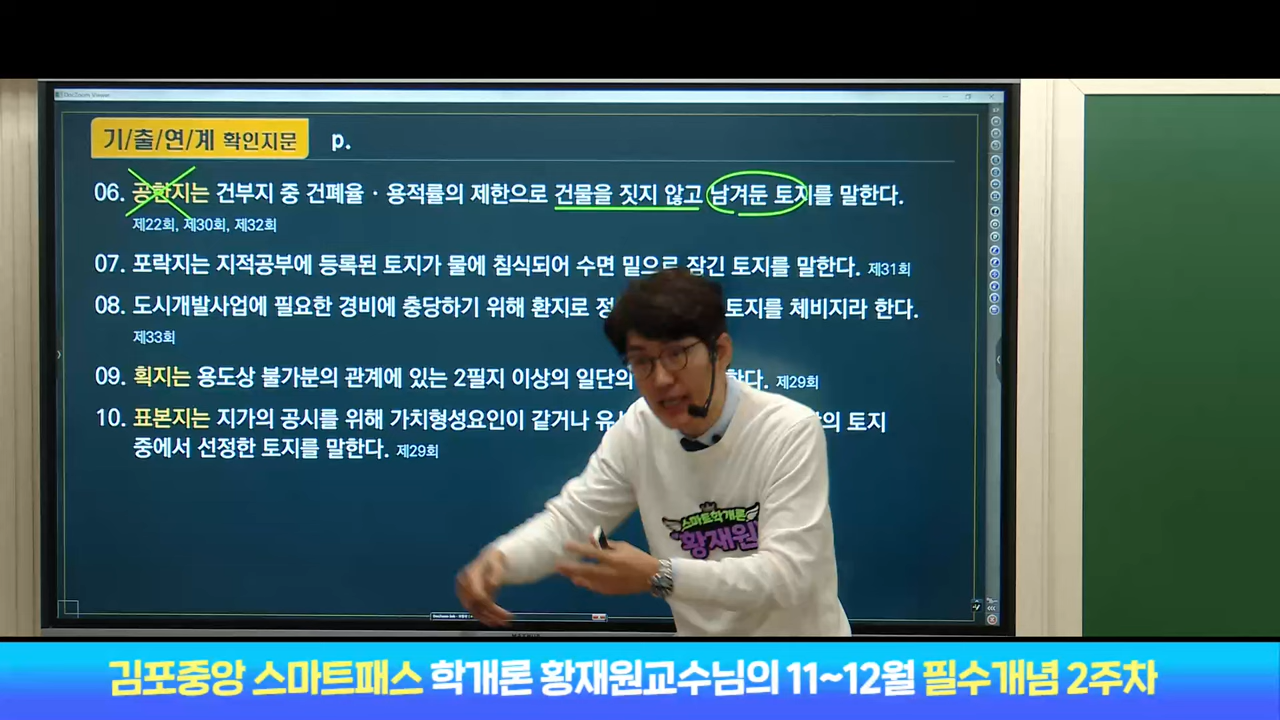 DocZoom Viewer
기/출/연/계 확인지문 p.
06. 공한지는 건부지 중 건폐율·용적률의 제한으로 건물을 짓지 않고 남겨둔 토지를 말한다.
제22회, 제30회, 제32회
07. 포락지는 지적공부에 등록된 토지가 물에 침식되어 수면 밑으로 잠긴 토지를 말한다. 제31회
08. 도시개발사업에 필요한 경비에 충당하기 위해 환지로 정 토지를 체비지라 한다.
제33회
09. 획지는 용도상 불가분의 관계에 있는 2필지 이상의 일단의 한다. 제29회
10. 표본지는 지가의 공시를 위해 가치형성요인이 같거나 유 의 토지
중에서 선정한 토지를 말한다. 제29회
스마트학개론
황재원
김포중앙 스마트패스 학개론 황재원교수님의 11~12월 필수개념 2주차